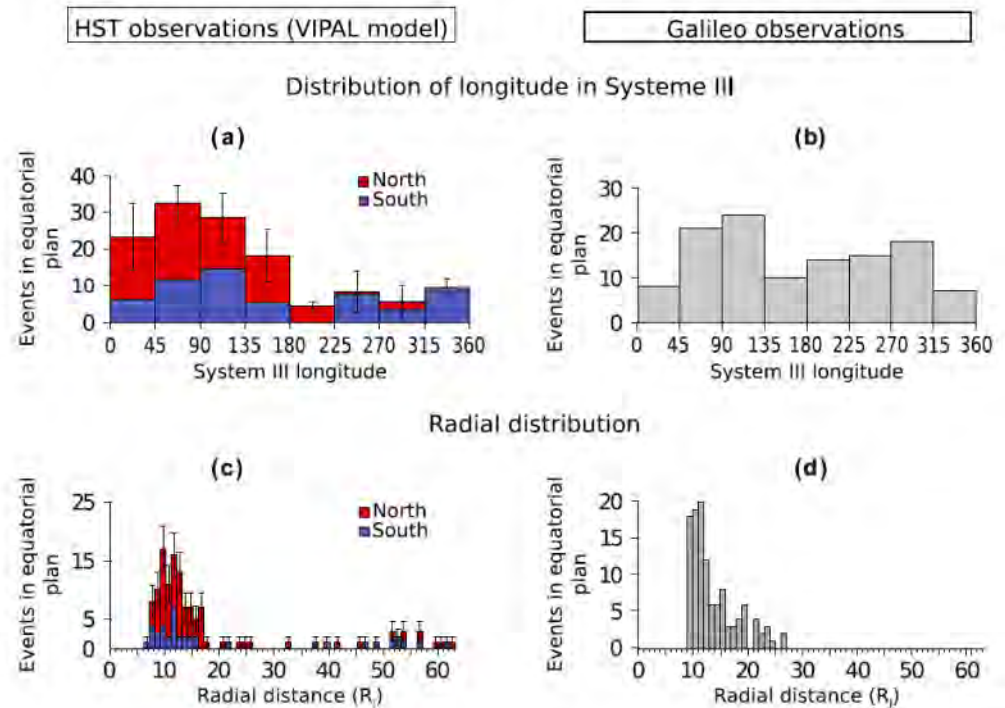 HST observations (VIPAL model)
Galileo observations
Distribution of longitude in Systeme III
(a)
Events in equatorial
plan
40
30
20
10
0
North
South
0 45 90 135 180 225 270 315 360
System III longitude
(b)
Events in equatorial
plan
30
20
10
0
0 45 90 135 180 225 270 315 360
System III longitude
Radial distribution
(c)
Events in equatorial
plan
25
15
5
0
North
South
0 10 20 30 40 50 60
Radial distance (RJ)
(d)
Events in equatorial
plan
20
15
10
5
0
0 10 20 30 40 50 60
Radial distance (RJ)